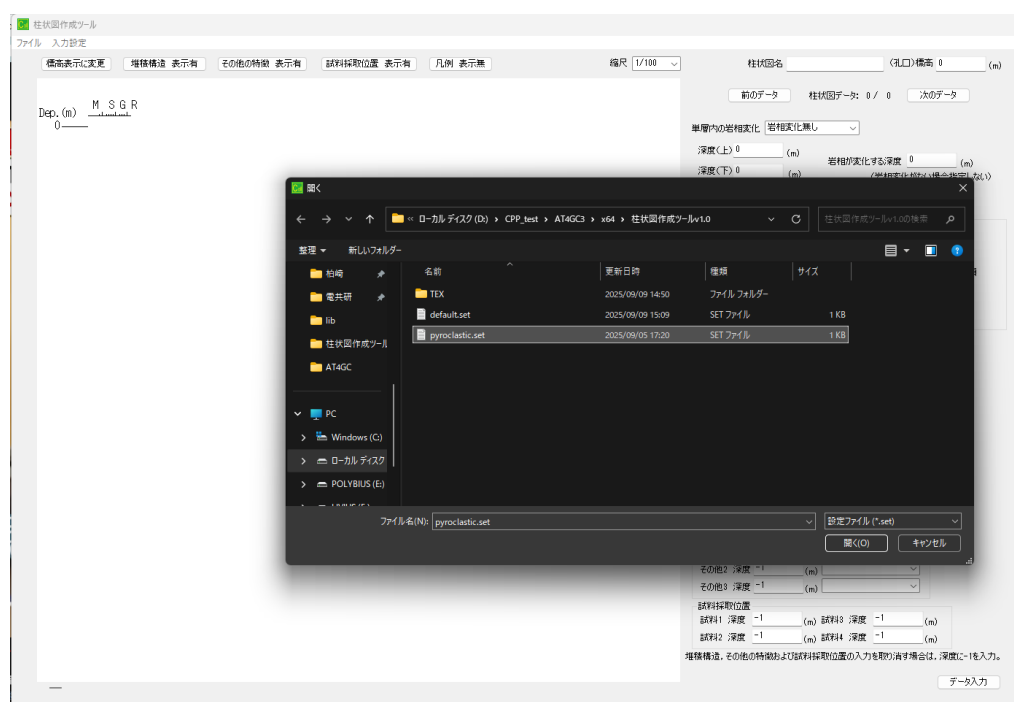 柱状図作成ツール
ファイル 入力設定
標高表示に変更 堆積構造 表示有 その他の特徴 表示有 試料採取位置 表示有 凡例 表示無 縮尺 1/100 柱状図名 (孔口)標高 0 (m)
前のデータ 柱状図データ: 0 / 0 次のデータ
M S G R
Dep.(m)
0
単層内の岩相変化 岩相変化無し
深度(上) 0 (m)
岩相が変化する深度 0 (m)
深度(下) 0 (m)
(岩相変化がない場合指定しない)
開く
« ローカル ディスク (D:) › CPP_test › AT4GC3 › x64 › 柱状図作成ツールv1.0
柱状図作成ツールv1.0の検索
整理 新しいフォルダー
柏崎
電共研
lib
柱状図作成ツール
AT4GC
PC
Windows (C:)
ローカル ディスク
POLYBIUS (E:)
名前 更新日時 種類 サイズ
TEX 2025/09/09 14:50 ファイル フォルダー
default.set 2025/09/09 15:09 SET ファイル 1 KB
pyroclastic.set 2025/09/05 17:20 SET ファイル 1 KB
ファイル名(N): pyroclastic.set 設定ファイル (*.set)
開く(O) キャンセル
その他2 深度 -1 (m)
その他3 深度 -1 (m)
試料採取位置
試料1 深度 -1 (m) 試料3 深度 -1 (m)
試料2 深度 -1 (m) 試料4 深度 -1 (m)
堆積構造,その他の特徴および試料採取位置の入力を取り消す場合は,深度に-1を入力。
データ入力